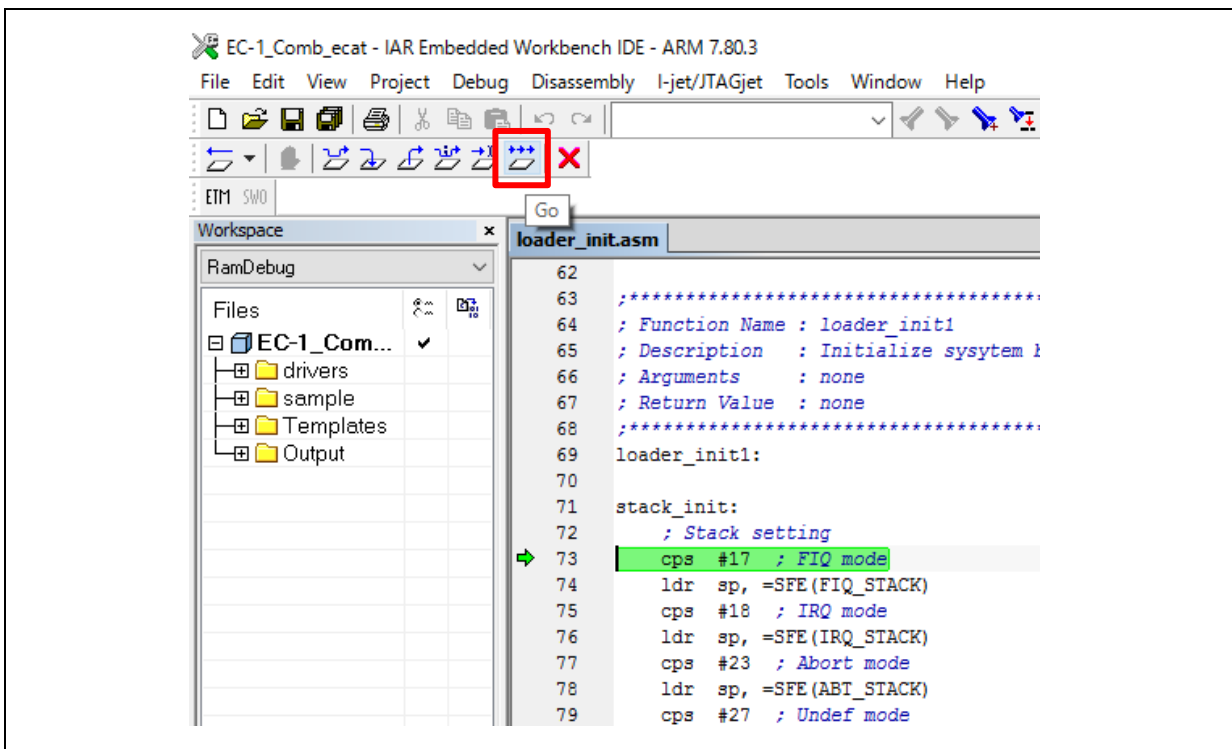 EC-1_Comb_ecat - IAR Embedded Workbench IDE - ARM 7.80.3
File Edit View Project Debug Disassembly I-jet/JTAGjet Tools Window Help
ETM SWO
Go
Workspace
loader_init.asm
RamDebug
Files
EC-1_Com...
drivers
sample
Templates
Output
62
63 ;****************************************
64 ; Function Name : loader_init1
65 ; Description : Initialize sysytem
66 ; Arguments : none
67 ; Return Value : none
68 ;****************************************
69 loader_init1:
70
71 stack_init:
72 ; Stack setting
73 cps #17 ; FIQ mode
74 ldr sp, =SFE(FIQ_STACK)
75 cps #18 ; IRQ mode
76 ldr sp, =SFE(IRQ_STACK)
77 cps #23 ; Abort mode
78 ldr sp, =SFE(ABT_STACK)
79 cps #27 ; Undef mode